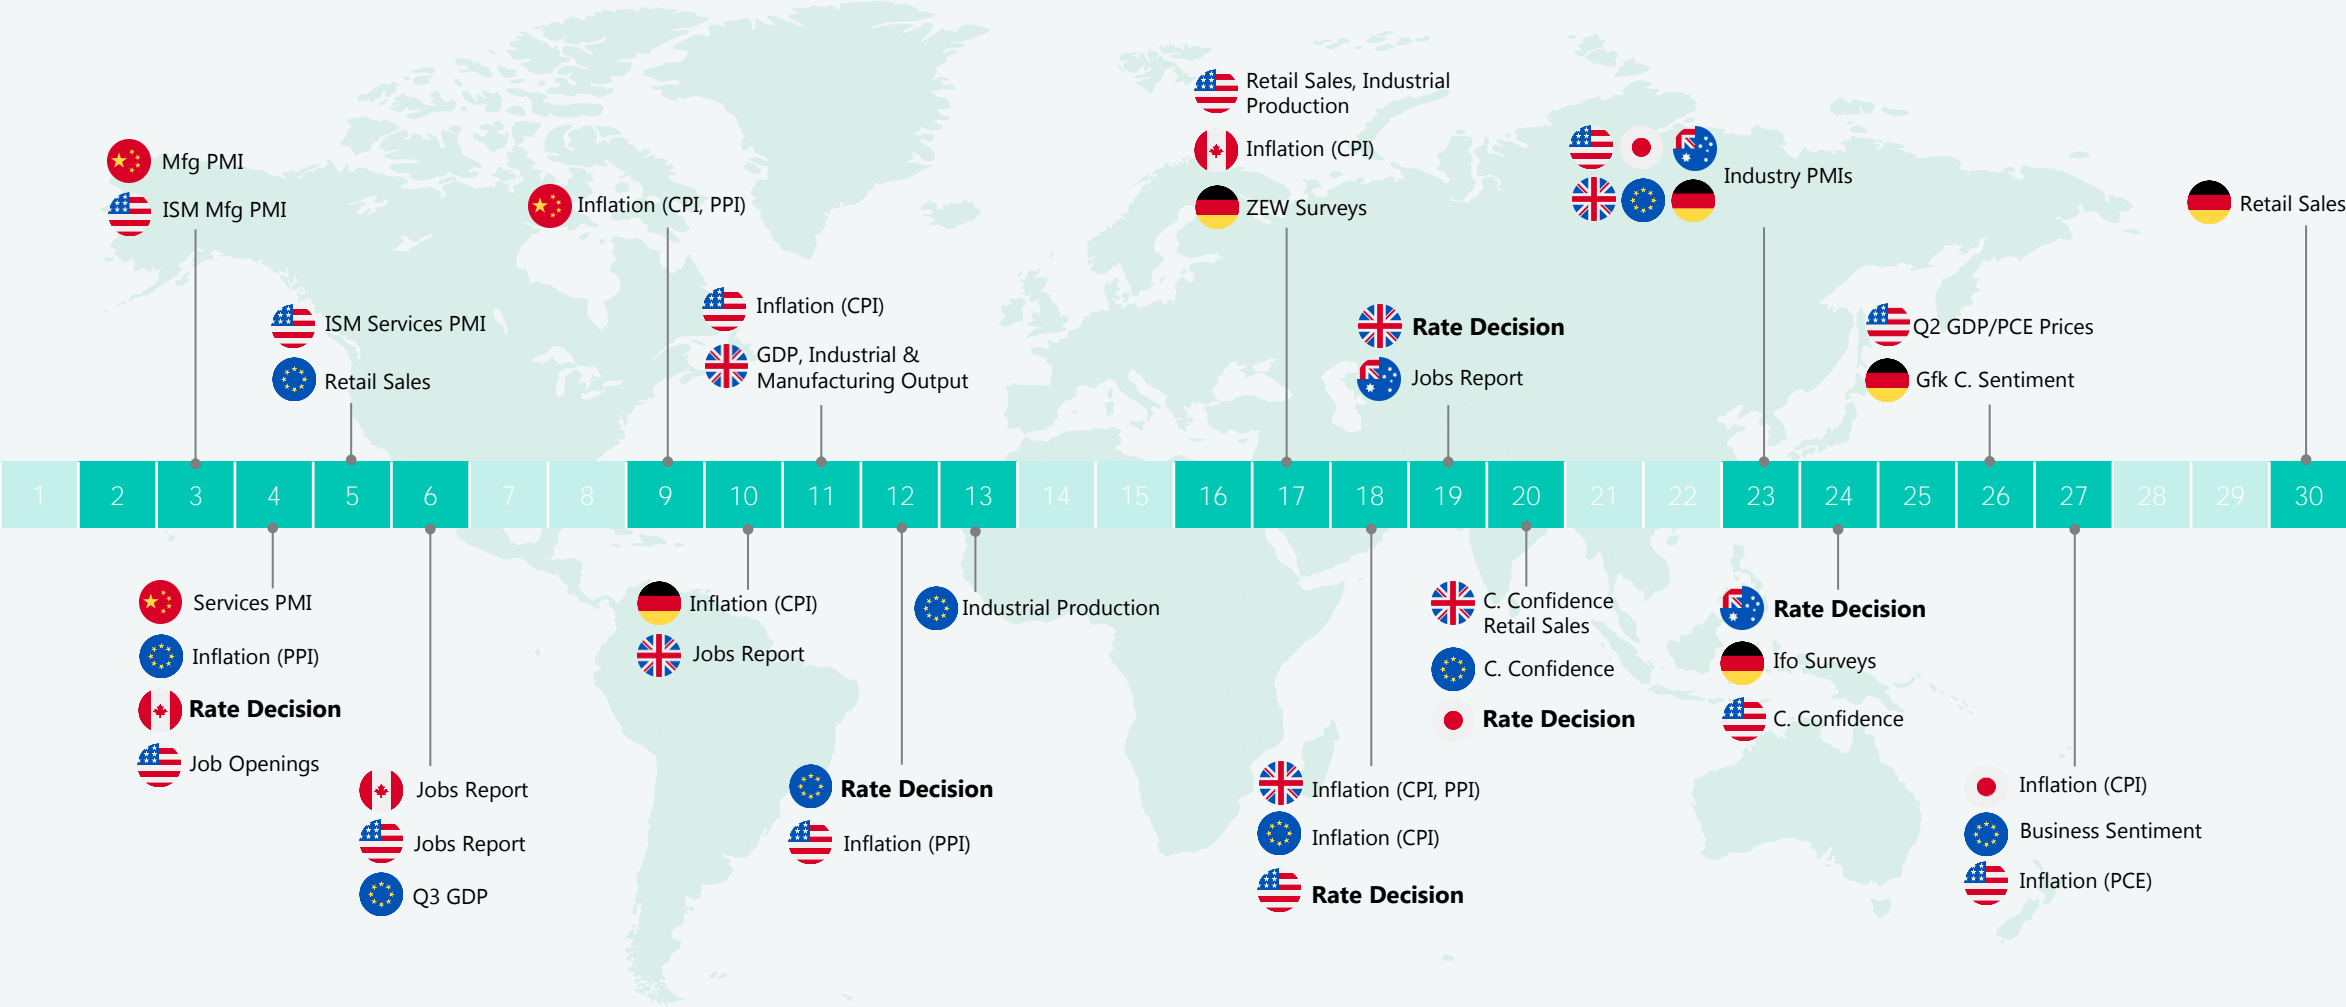 Mfg PMI
ISM Mfg PMI
ISM Services PMI
Retail Sales
Inflation (CPI, PPI)
Inflation (CPI)
GDP, Industrial &
Manufacturing Output
Retail Sales, Industrial
Production
Inflation (CPI)
ZEW Surveys
Rate Decision
Jobs Report
Industry PMIs
Q2 GDP/PCE Prices
Gfk C. Sentiment
Retail Sales
1 2 3 4 5 6 7 8 9 10 11 12 13 14 15 16 17 18 19 20 21 22 23 24 25 26 27 28 29 30
Services PMI
Inflation (PPI)
Rate Decision
Job Openings
Jobs Report
Jobs Report
Q3 GDP
Inflation (CPI)
Jobs Report
Rate Decision
Inflation (PPI)
Industrial Production
Inflation (CPI, PPI)
Inflation (CPI)
Rate Decision
C. Confidence
Retail Sales
C. Confidence
Rate Decision
Rate Decision
Ifo Surveys
C. Confidence
Inflation (CPI)
Business Sentiment
Inflation (PCE)